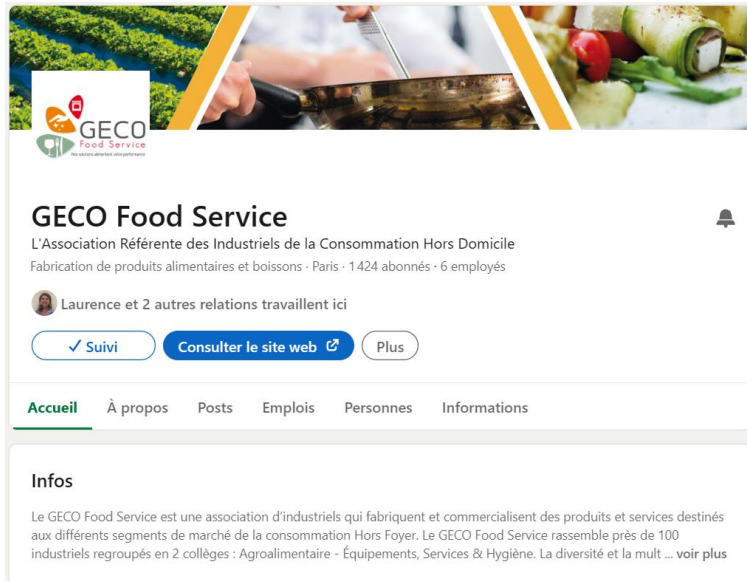 GECO
Food Service
Nos solutions alimentent votre performance
GECO Food Service
L'Association Référente des Industriels de la Consommation Hors Domicile
Fabrication de produits alimentaires et boissons · Paris · 1 424 abonnés · 6 employés
Laurence et 2 autres relations travaillent ici
Suivi
Consulter le site web
Plus
Accueil
À propos
Posts
Emplois
Personnes
Informations
Infos
Le GECO Food Service est une association d'industriels qui fabriquent et commercialisent des produits et services destinés
aux différents segments de marché de la consommation Hors Foyer. Le GECO Food Service rassemble près de 100
industriels regroupés en 2 collèges : Agroalimentaire - Équipements, Services & Hygiène. La diversité et la mult ... voir plus